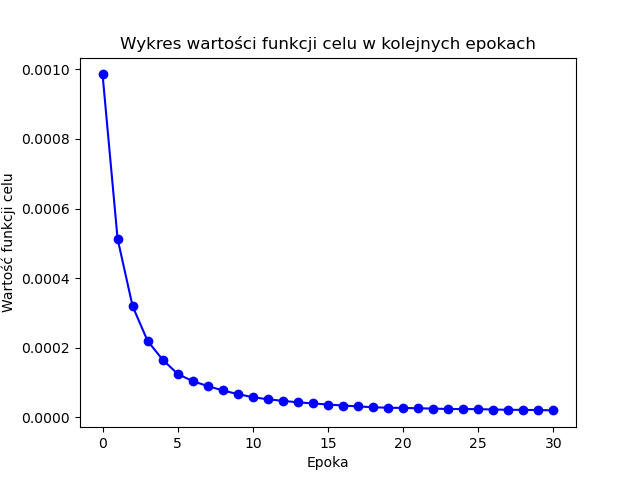 Wykres wartości funkcji celu w kolejnych epokach
0.0010
0.0008
0.0006
0.0004
0.0002
0.0000
Wartość funkcji celu
0 5 10 15 20 25 30
Epoka